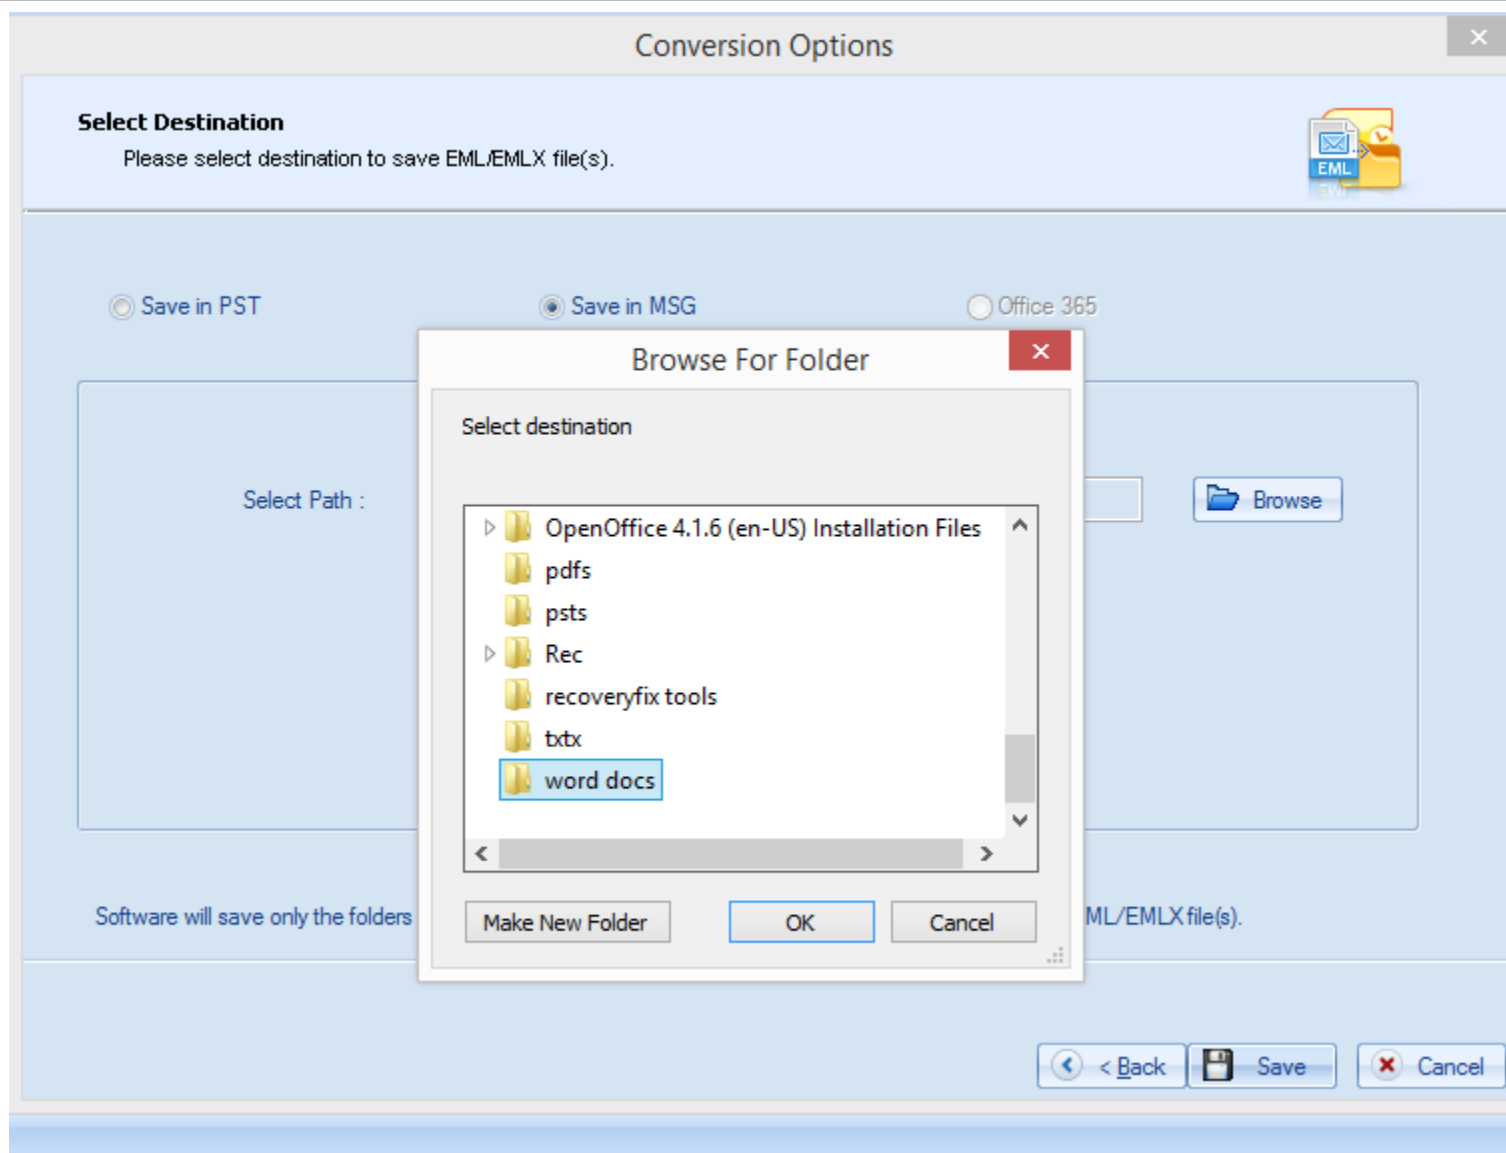 Conversion Options
Select Destination
Please select destination to save EML/EMLX file(s).
EML
Save in PST
Save in MSG
Office 365
Browse For Folder
Select destination
Select Path :
Browse
OpenOffice 4.1.6 (en-US) Installation Files
pdfs
psts
Rec
recoveryfix tools
txtx
word docs
Make New Folder
OK
Cancel
Software will save only the folders
ML/EMLX file(s).
< Back
Save
Cancel